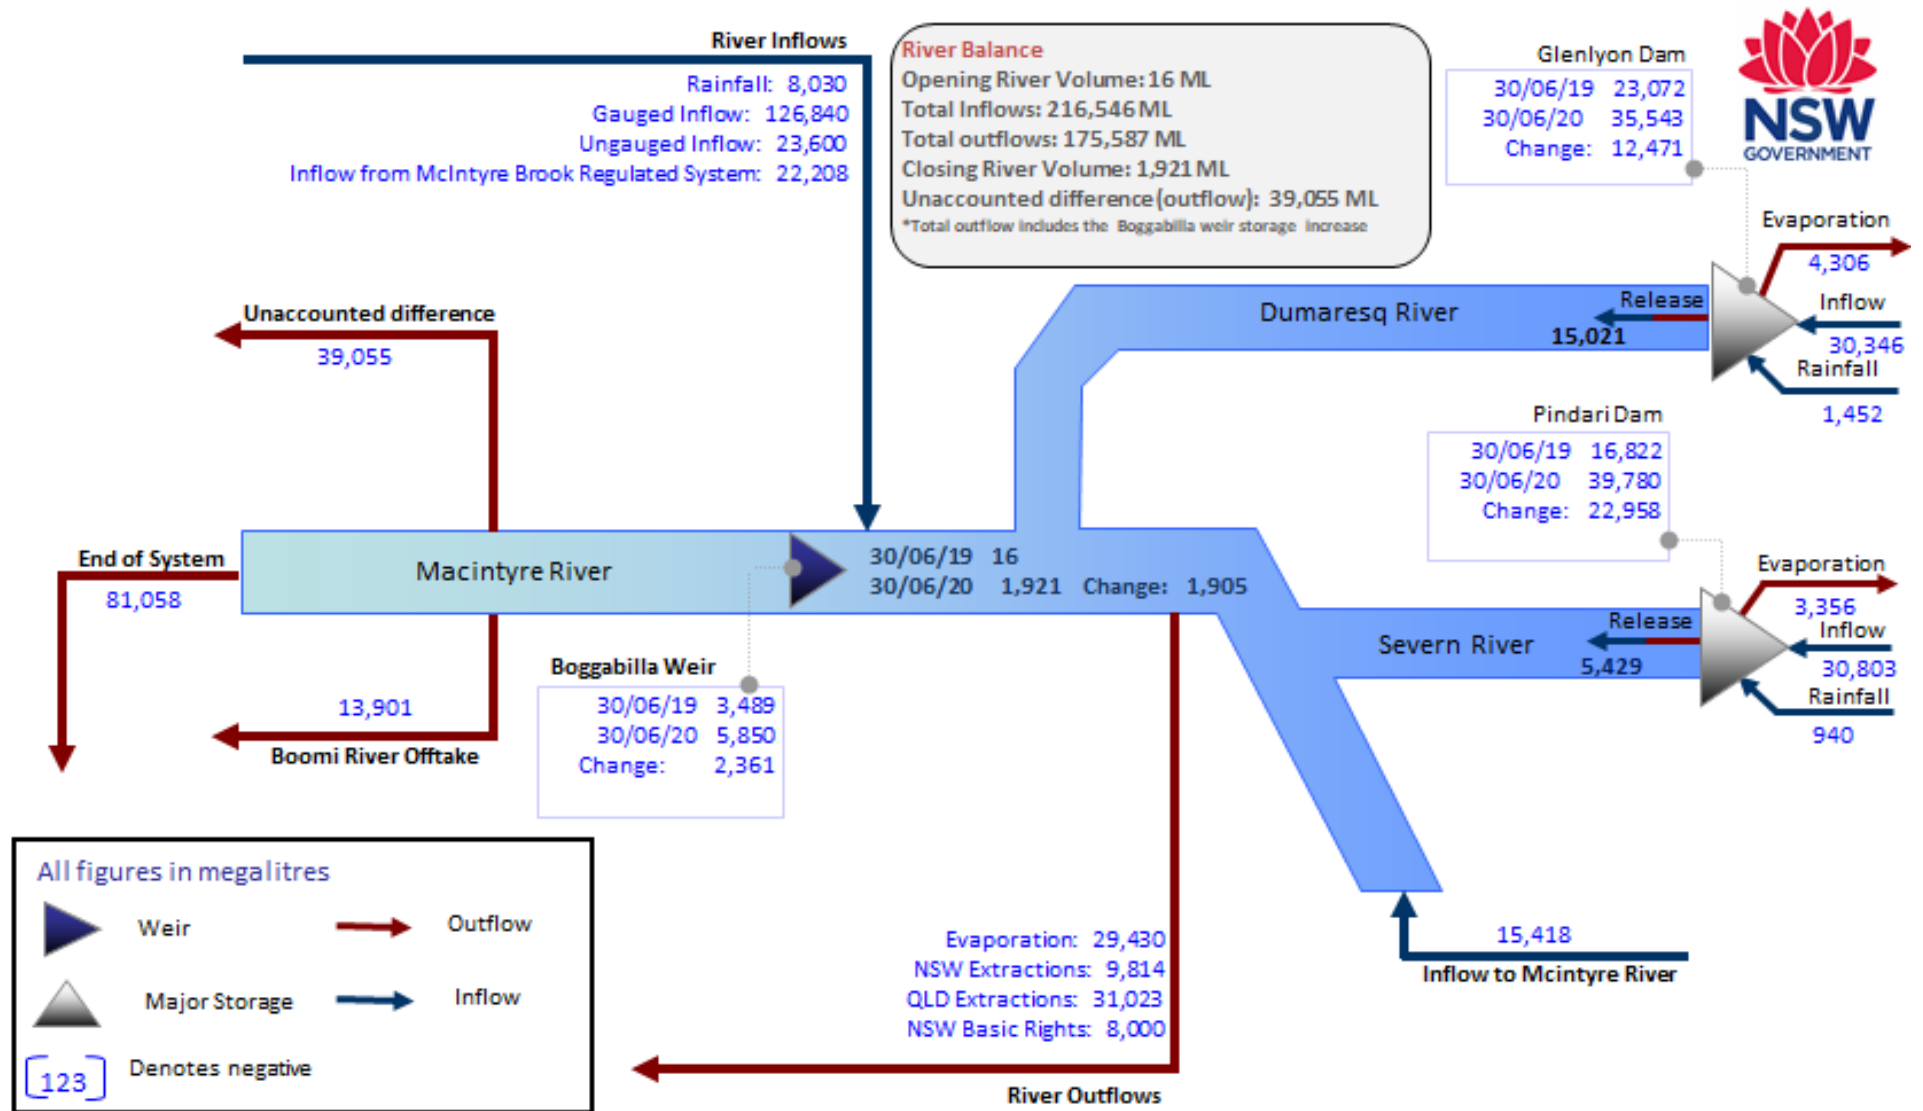 River Inflows
Rainfall: 8,030
Gauged Inflow: 126,840
Ungauged Inflow: 23,600
Inflow from McIntyre Brook Regulated System: 22,208
River Balance
Opening River Volume: 16 ML
Total Inflows: 216,546 ML
Total outflows: 175,587 ML
Closing River Volume: 1,921 ML
Unaccounted difference (outflow): 39,055 ML
*Total outflow includes the Boggabilla weir storage increase
Glenlyon Dam
30/06/19 23,072
30/06/20 35,543
Change: 12,471
NSW
GOVERNMENT
Evaporation
4,306
Inflow
30,346
Rainfall
1,452
Release
15,021
Dumaresq River
Unaccounted difference
39,055
Pindari Dam
30/06/19 16,822
30/06/20 39,780
Change: 22,958
Evaporation
3,356
Inflow
30,803
Rainfall
940
Release
5,429
Severn River
End of System
81,058
Macintyre River
30/06/19 16
30/06/20 1,921 Change: 1,905
Boggabilla Weir
30/06/19 3,489
30/06/20 5,850
Change: 2,361
13,901
Boomi River Offtake
All figures in megalitres
Weir
Outflow
Major Storage
Inflow
123
Denotes negative
Evaporation: 29,430
NSW Extractions: 9,814
QLD Extractions: 31,023
NSW Basic Rights: 8,000
River Outflows
15,418
Inflow to Mcintyre River